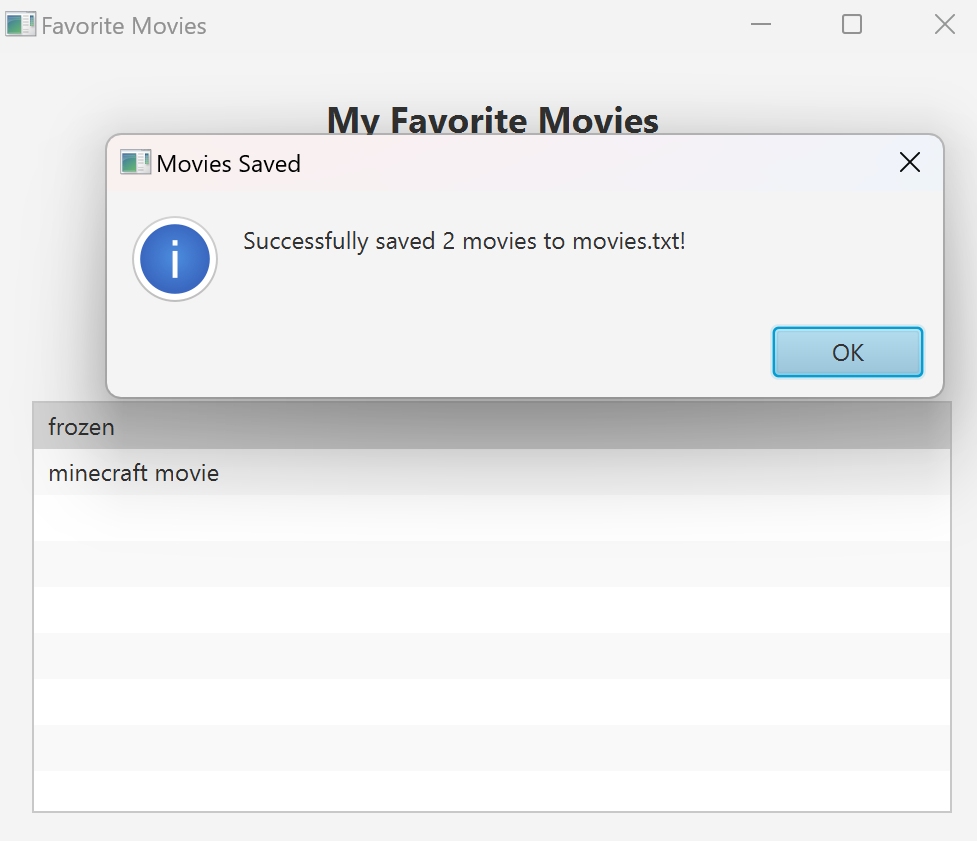 Favorite Movies
My Favorite Movies
Movies Saved
i
Successfully saved 2 movies to movies.txt!
OK
frozen
minecraft movie